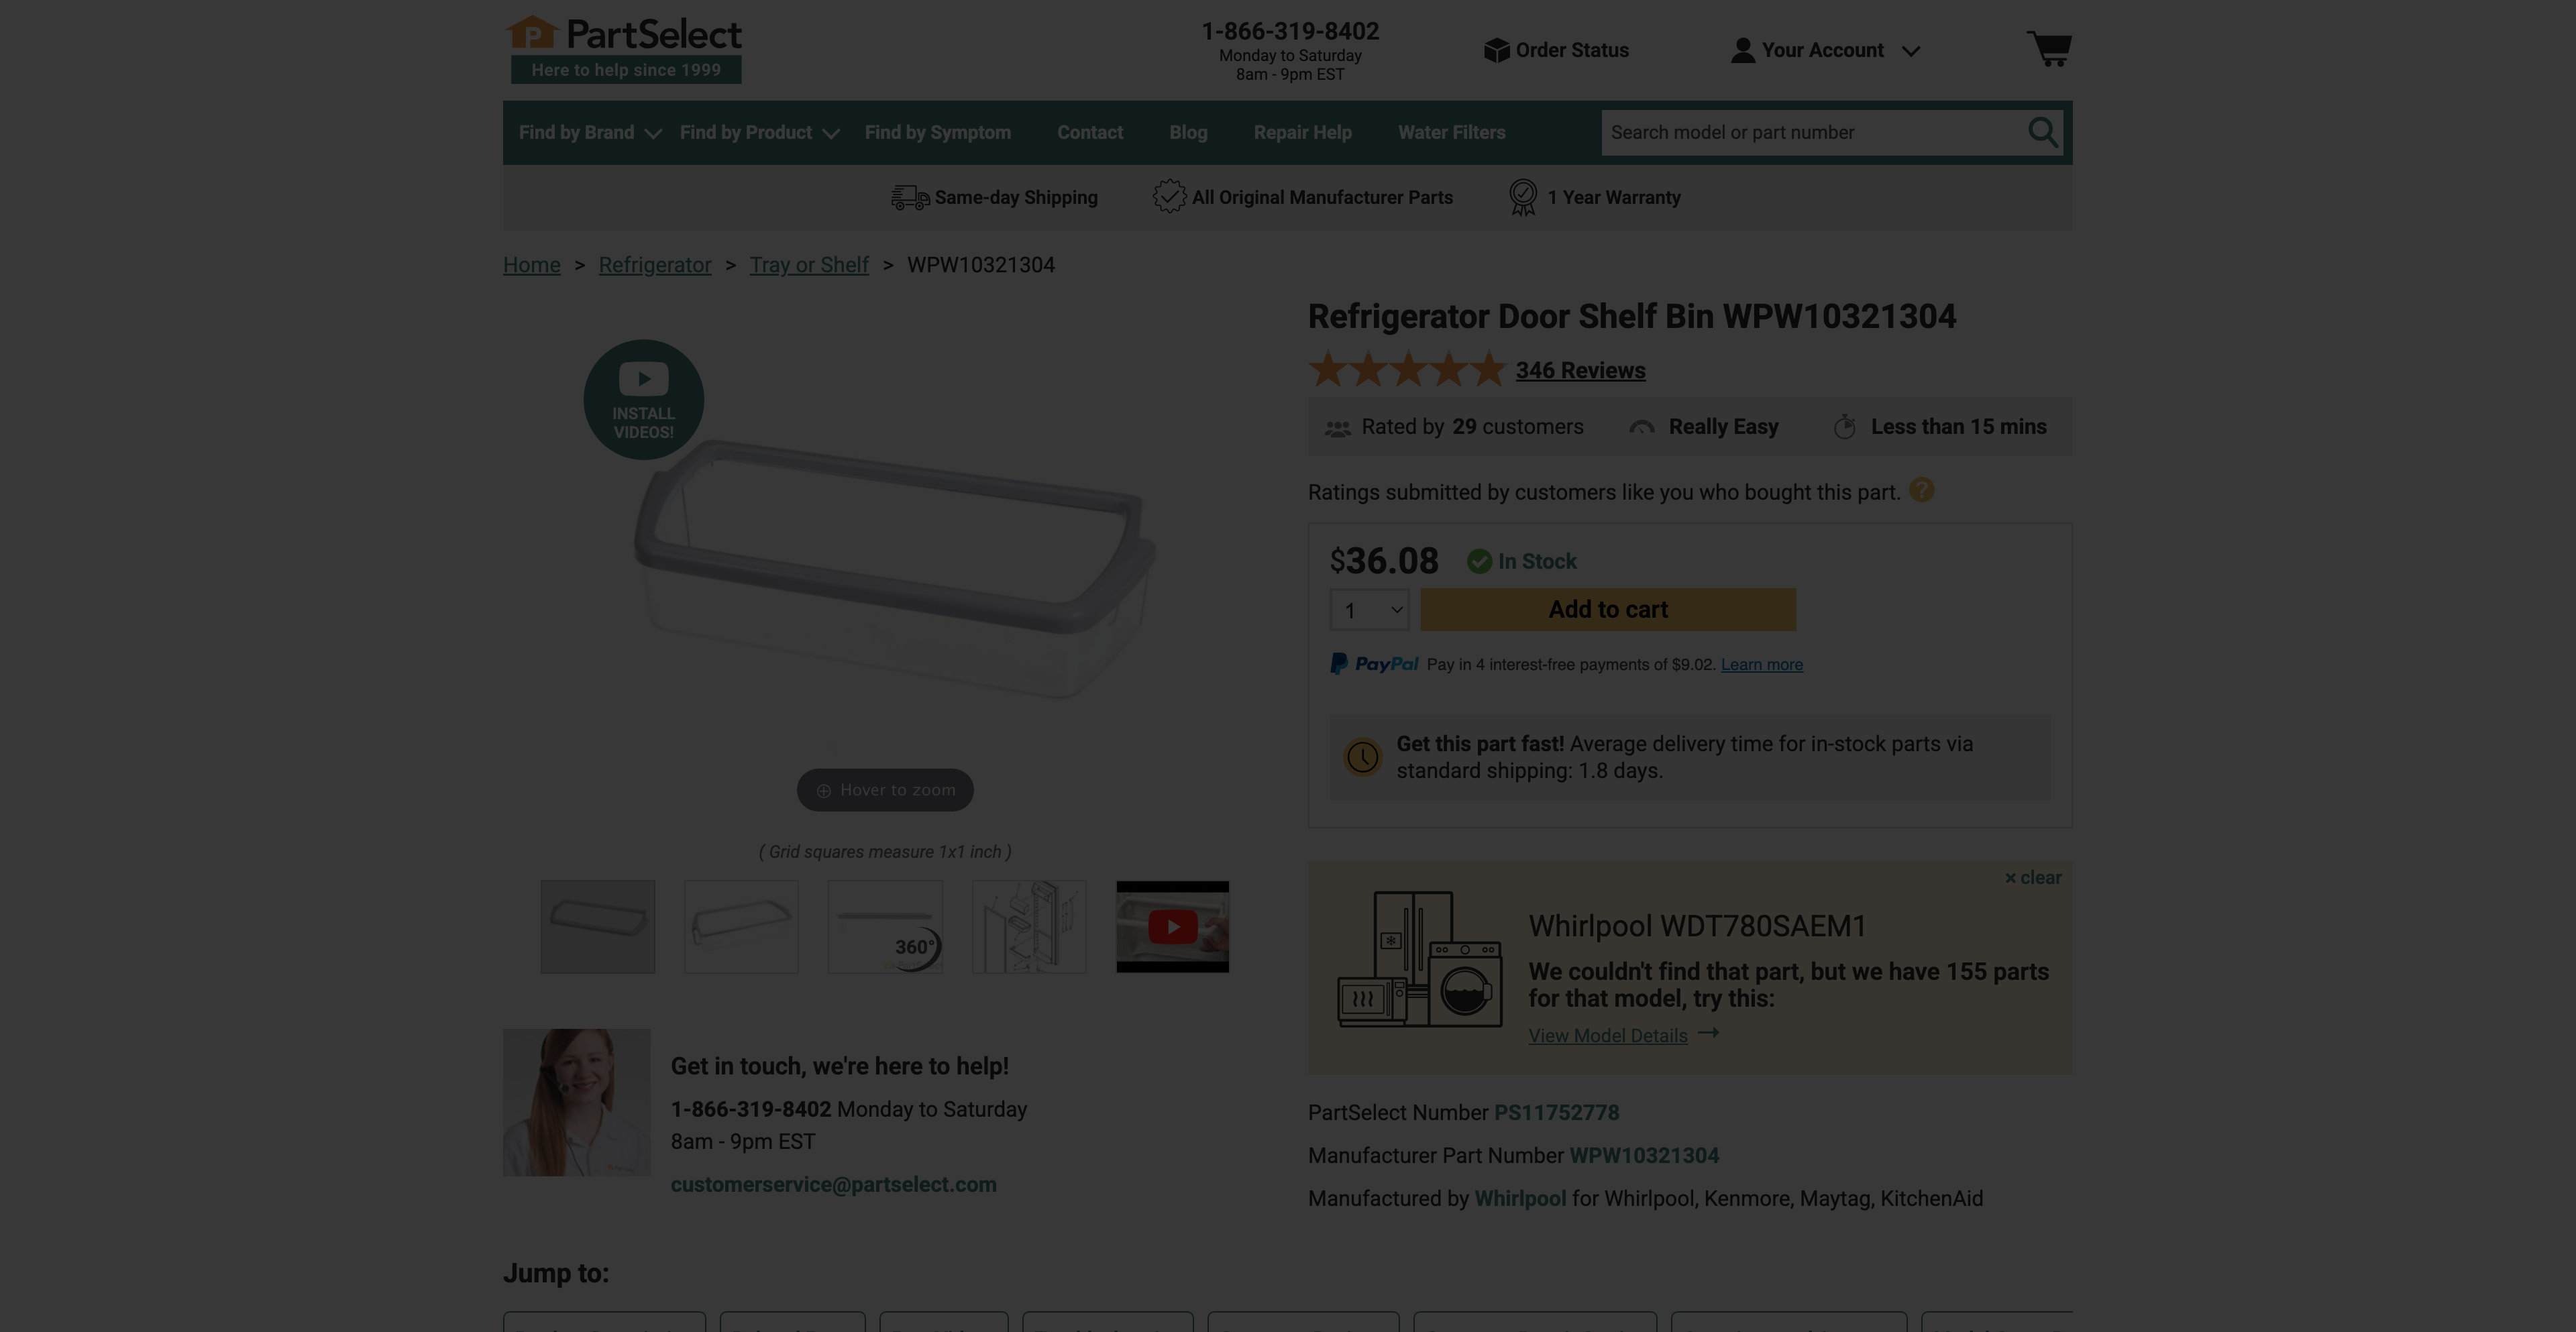 PartSelect
Here to help since 1999
1-866-319-8402
Monday to Saturday
8am - 9pm EST
Order Status
Your Account
Find by Brand
Find by Product
Find by Symptom
Contact
Blog
Repair Help
Water Filters
Search model or part number
Same-day Shipping
All Original Manufacturer Parts
1 Year Warranty
Home > Refrigerator > Tray or Shelf > WPW10321304
INSTALL
VIDEOS!
Hover to zoom
( Grid squares measure 1x1 inch )
360°
Get in touch, we're here to help!
1-866-319-8402 Monday to Saturday
8am - 9pm EST
customerservice@partselect.com
Refrigerator Door Shelf Bin WPW10321304
346 Reviews
Rated by 29 customers
Really Easy
Less than 15 mins
Ratings submitted by customers like you who bought this part. ?
$36.08
In Stock
1
Add to cart
PayPal Pay in 4 interest-free payments of $9.02. Learn more
Get this part fast! Average delivery time for in-stock parts via
standard shipping: 1.8 days.
× clear
Whirlpool WDT780SAEM1
We couldn't find that part, but we have 155 parts
for that model, try this:
View Model Details →
PartSelect Number PS11752778
Manufacturer Part Number WPW10321304
Manufactured by Whirlpool for Whirlpool, Kenmore, Maytag, KitchenAid
Jump to: